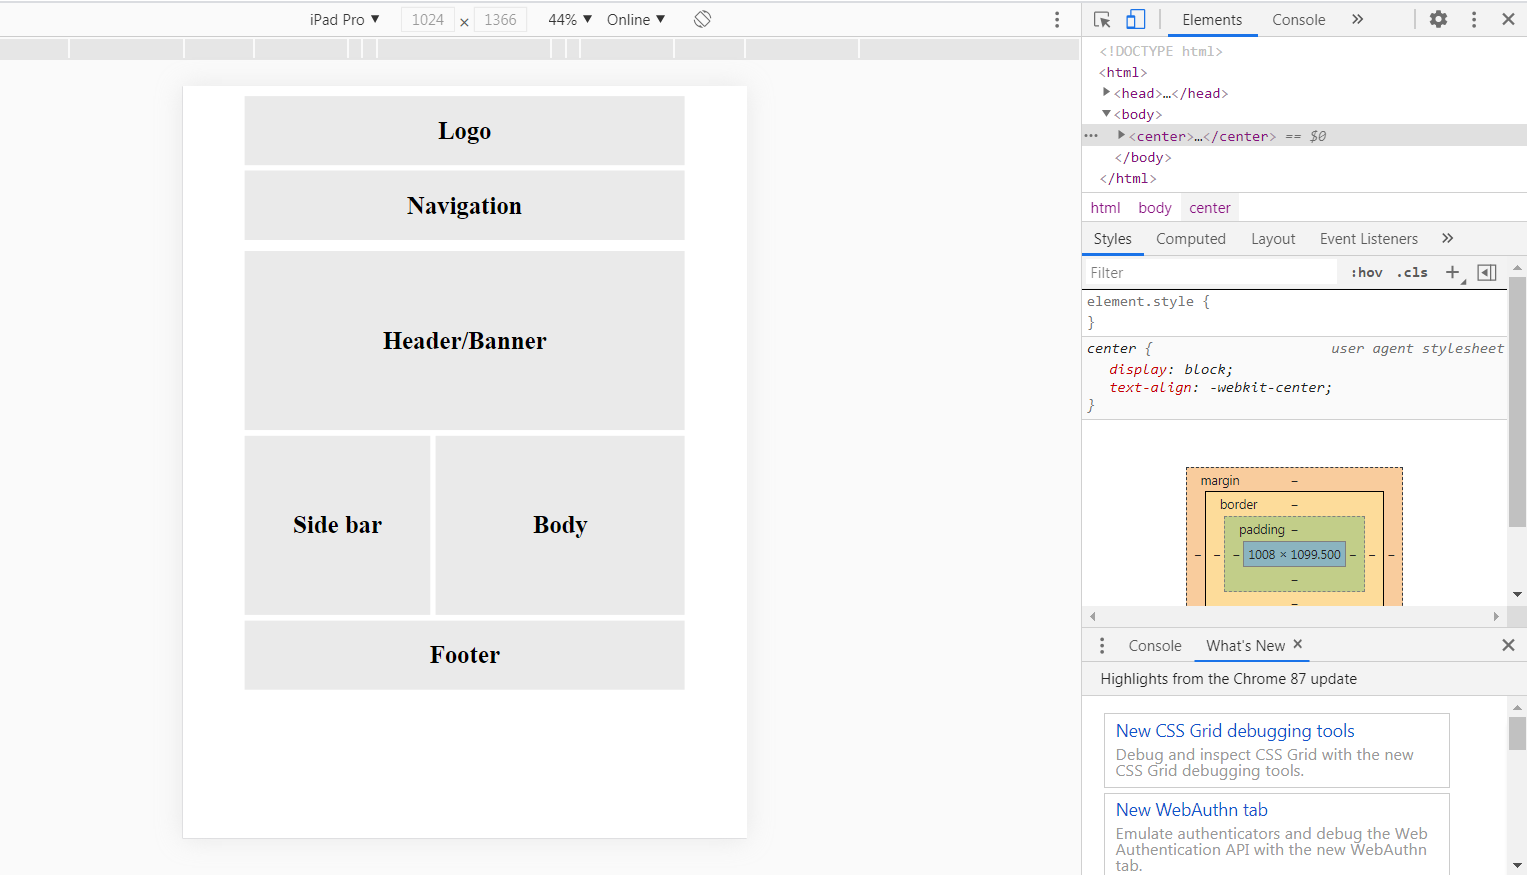 iPad Pro ▼ 1024 × 1366 44% ▼ Online ▼
Logo
Navigation
Header/Banner
Side bar Body
Footer
Elements Console »
<!DOCTYPE html>
<html>
<head>…</head>
<body>
<center>…</center> == $0
</body>
</html>
html body center
Styles Computed Layout Event Listeners »
Filter :hov .cls +
element.style {
}
center { user agent stylesheet
display: block;
text-align: -webkit-center;
}
margin –
border –
padding –
– – – 1008 × 1099.500 – – –
–
–
Console What's New ×
Highlights from the Chrome 87 update
New CSS Grid debugging tools
Debug and inspect CSS Grid with the new
CSS Grid debugging tools.
New WebAuthn tab
Emulate authenticators and debug the Web
Authentication API with the new WebAuthn
tab.